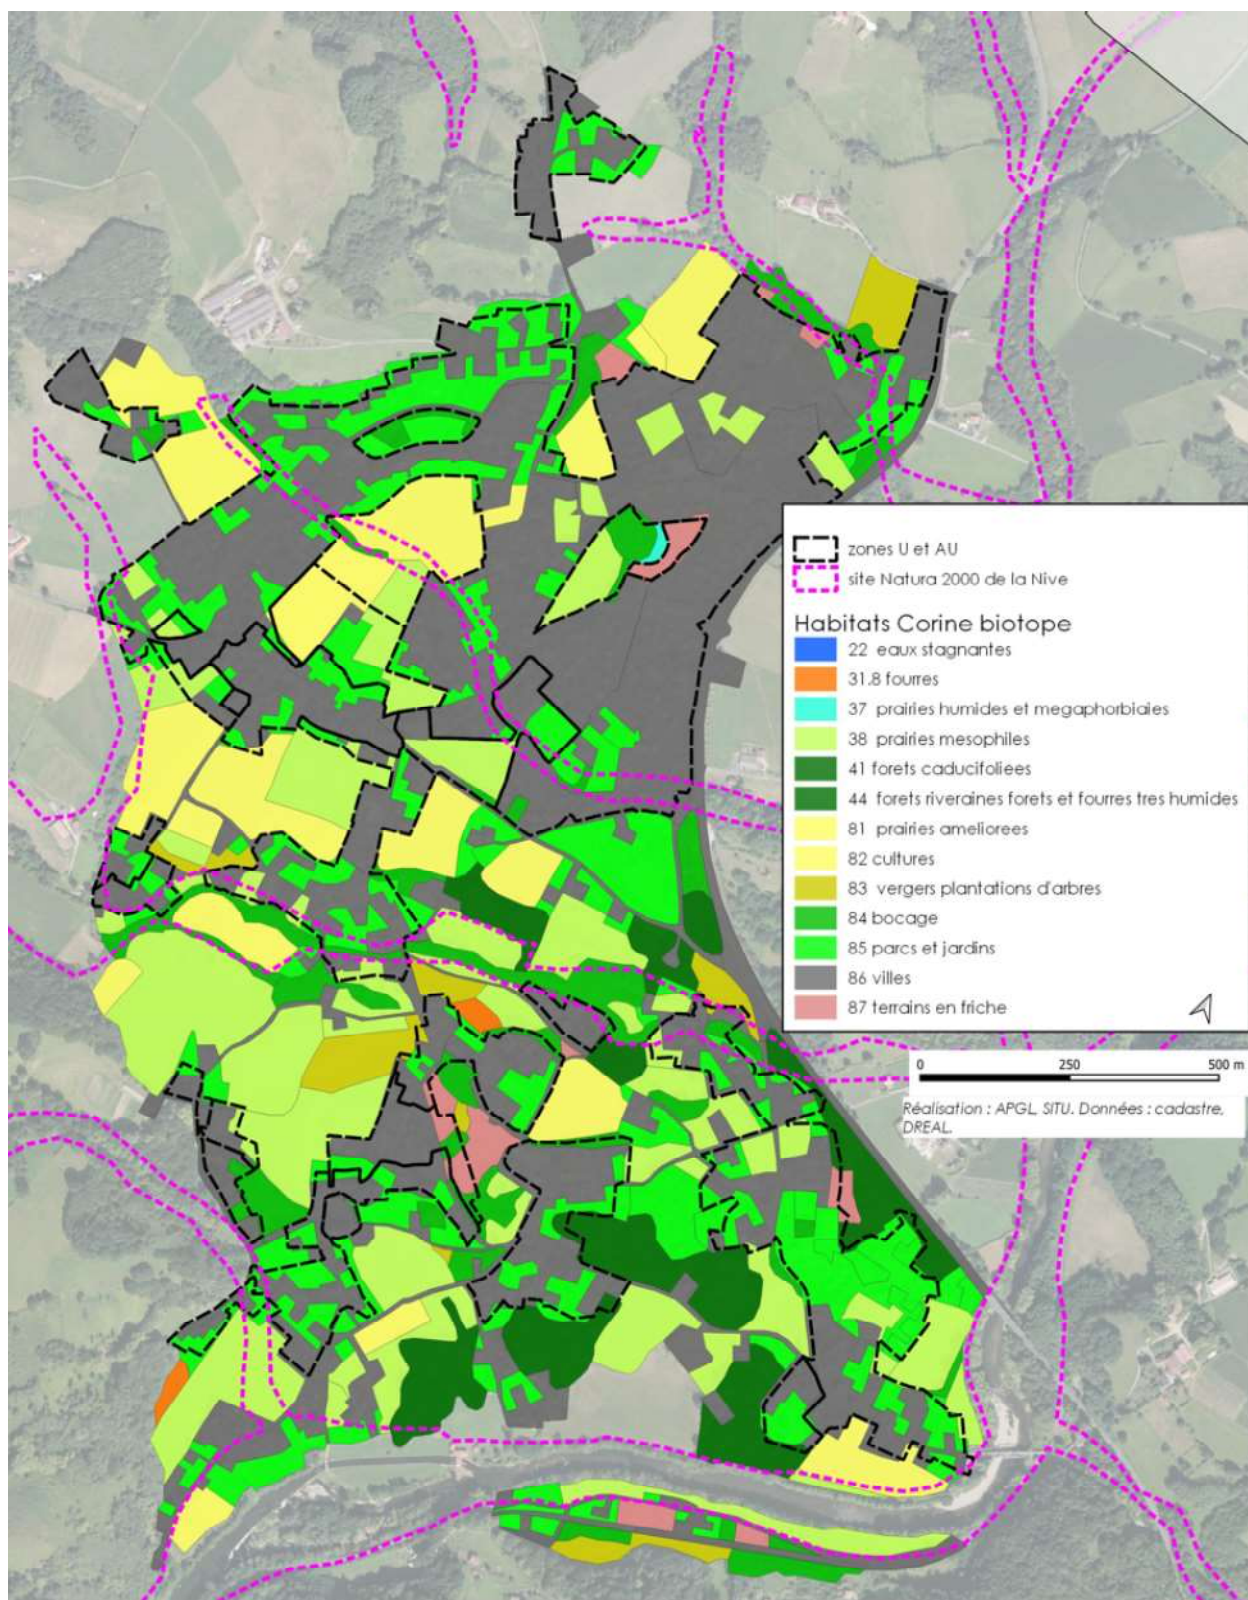 zones U et AU
site Natura 2000 de la Nive
Habitats Corine biotope
22 eaux stagnantes
31.8 fourres
37 prairies humides et megaphorbiaies
38 prairies mesophiles
41 forets caducifoliees
44 forets riveraines forets et fourres tres humides
81 prairies ameliorees
82 cultures
83 vergers plantations d'arbres
84 bocage
85 parcs et jardins
86 villes
87 terrains en friche
0 250 500 m
Réalisation : APGL, SITU. Données : cadastre,
DREAL.